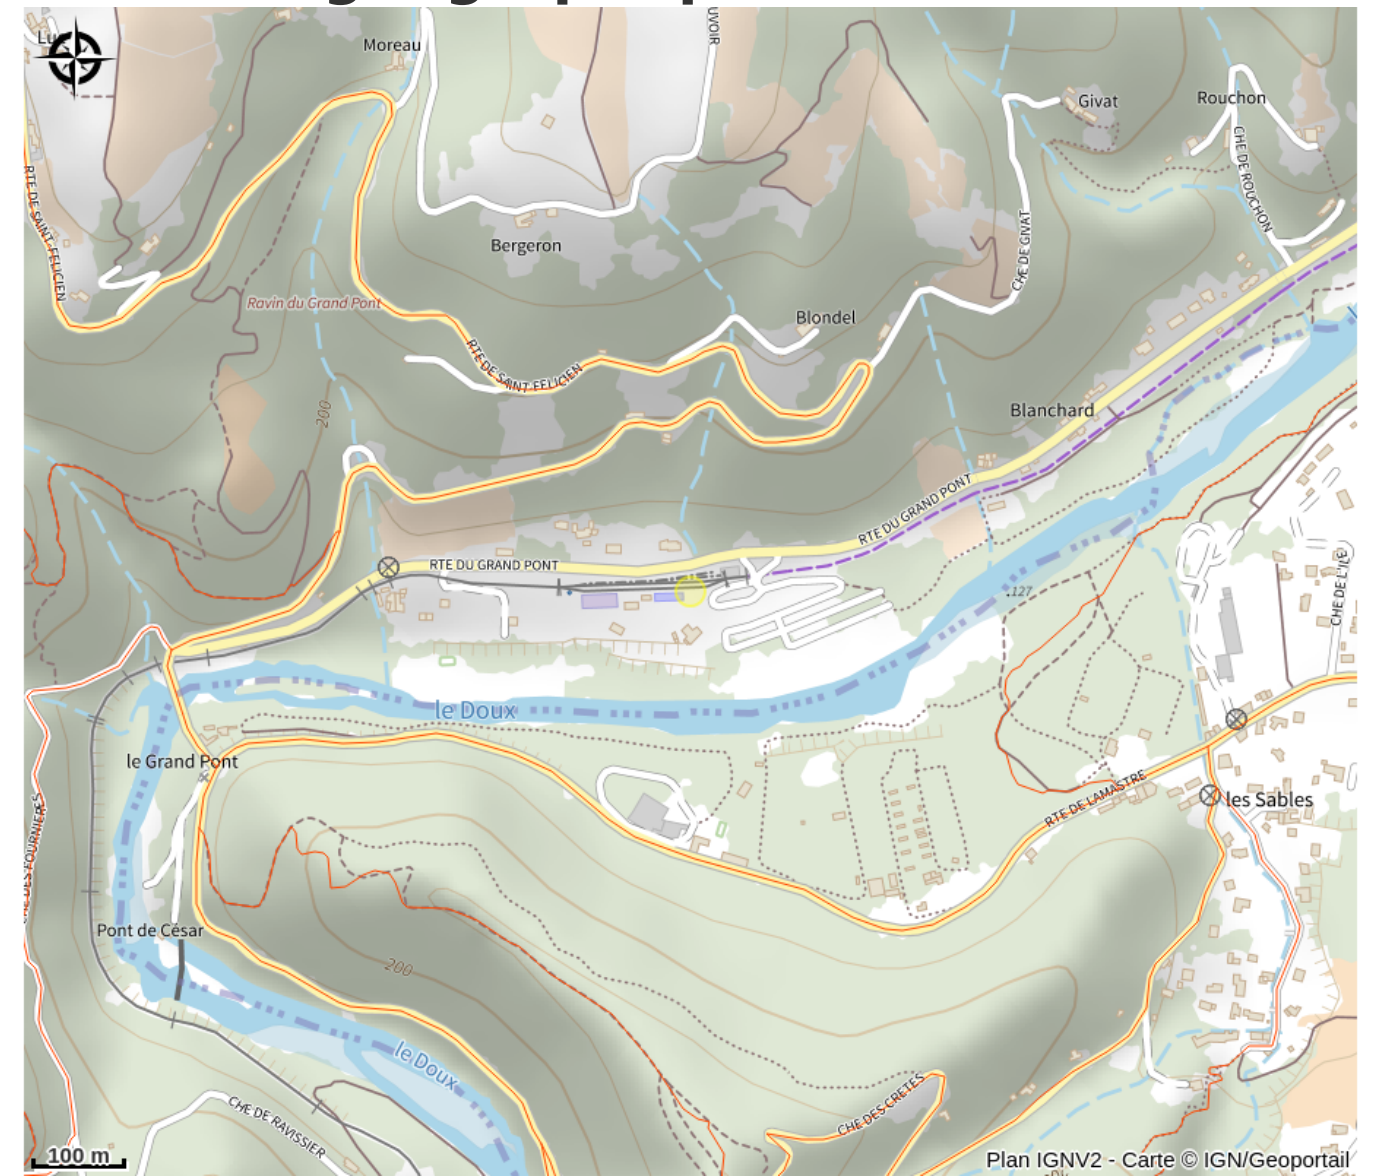 Moreau
Givat
Rouchon
CHE DE ROUCHON
RTE DE SAINT-FELICIEN
CHE DE GIVAT
Bergeron
Ravin du Grand Pont
Blondel
RTE DE SAINT-FELICIEN
200
Blanchard
RTE DU GRAND PONT
RTE DU GRAND PONT
127
CHE DE L'ILE
le Doux
le Grand Pont
RTE DE LAMASTRE
les Sables
Pont de César
200
le Doux
CHE DES CRETES
CHE DE RAVISSIER
100 m
Plan IGNV2 - Carte © IGN/Geoportail